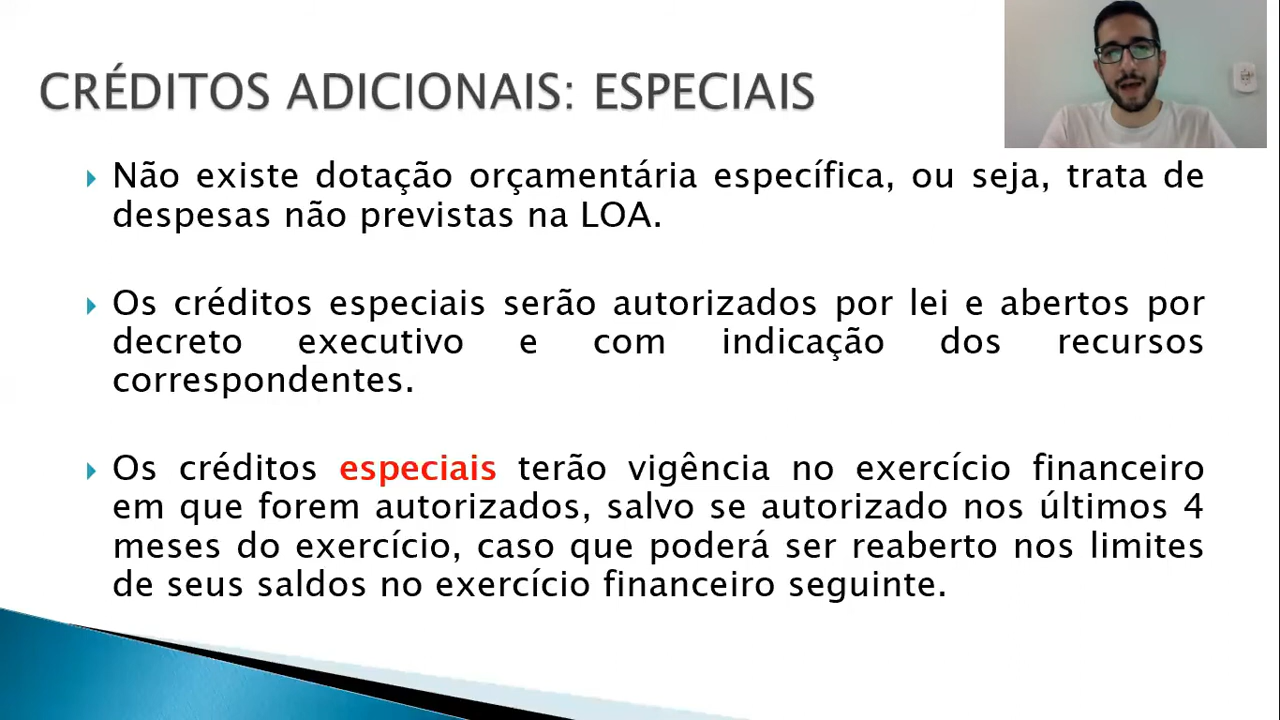 CRÉDITOS ADICIONAIS: ESPECIAIS
Não existe dotação orçamentária específica, ou seja, trata de
despesas não previstas na LOA.
Os créditos especiais serão autorizados por lei e abertos por
decreto executivo e com indicação dos recursos
correspondentes.
Os créditos especiais terão vigência no exercício financeiro
em que forem autorizados, salvo se autorizado nos últimos 4
meses do exercício, caso que poderá ser reaberto nos limites
de seus saldos no exercício financeiro seguinte.